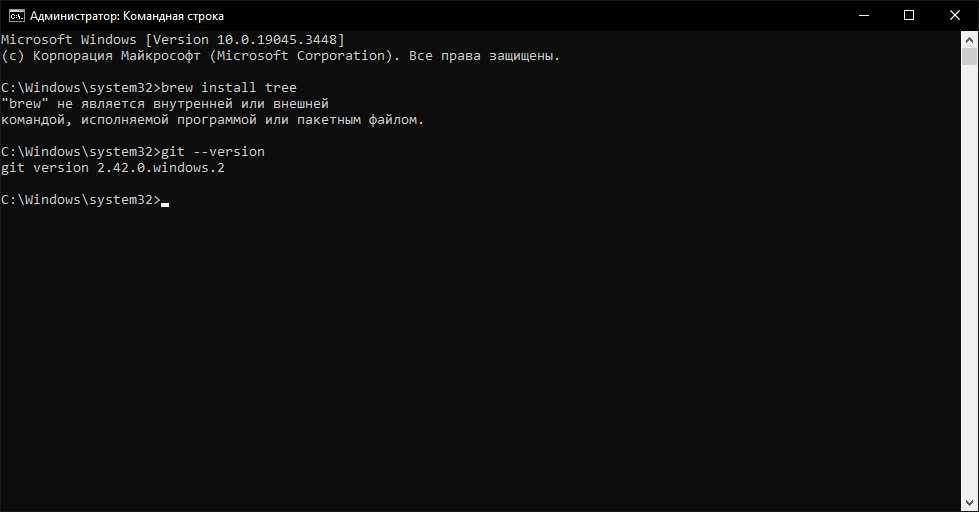 Администратор: Командная строка
Microsoft Windows [Version 10.0.19045.3448]
(c) Корпорация Майкрософт (Microsoft Corporation). Все права защищены.
C:\Windows\system32>brew install tree
"brew" не является внутренней или внешней
командой, исполняемой программой или пакетным файлом.
C:\Windows\system32>git --version
git version 2.42.0.windows.2
C:\Windows\system32>